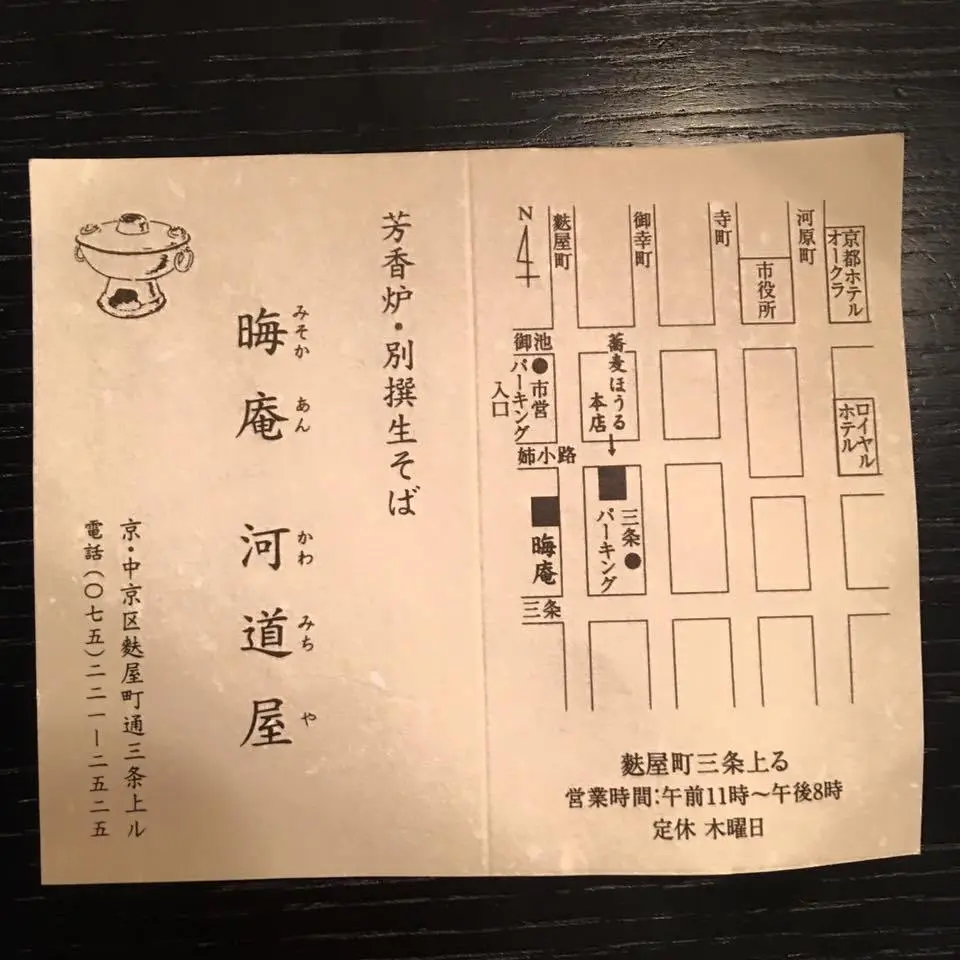 芳香炉・別撰生そば
晦庵 河道屋
みそか あん かわ みち や
京・中京区麩屋町通三条上ル
電話(〇七五)二二一ー二五二五
N
麩屋町
御幸町
寺町
河原町
京都ホテル
オークラ
市役所
御池
市営
パーキング
入口
蕎麦ほうる
本店
ロイヤル
ホテル
姉小路
三条
パーキング
晦庵
三条
麩屋町三条上る
営業時間:午前11時〜午後8時
定休 木曜日